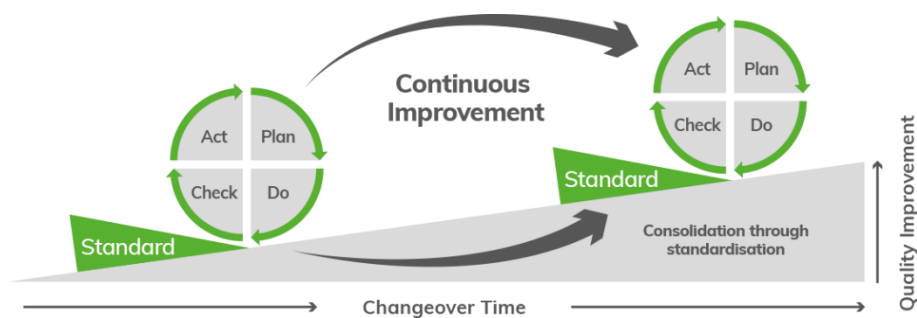 Continuous
Improvement
Act
Plan
Check
Do
Standard
Act
Plan
Check
Do
Standard
Consolidation through
standardisation
Changeover Time
Quality Improvement